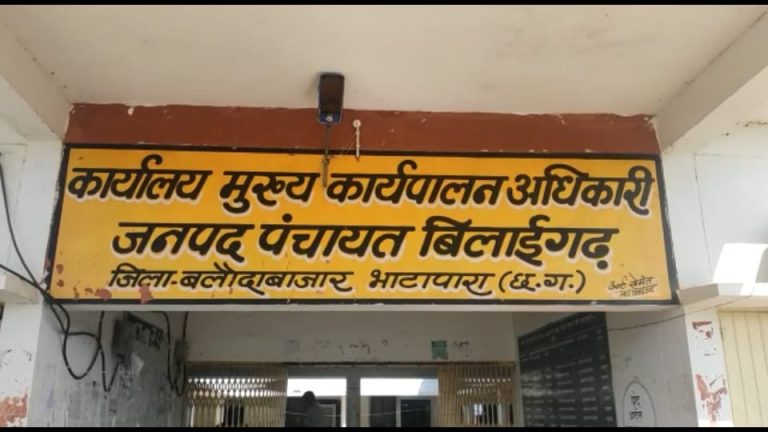 कार्यालय मुख्य कार्यपालन अधिकारी
जनपद पंचायत बिलाईगढ़
जिला-बलौदाबाजार भाटापारा (छ.ग.)